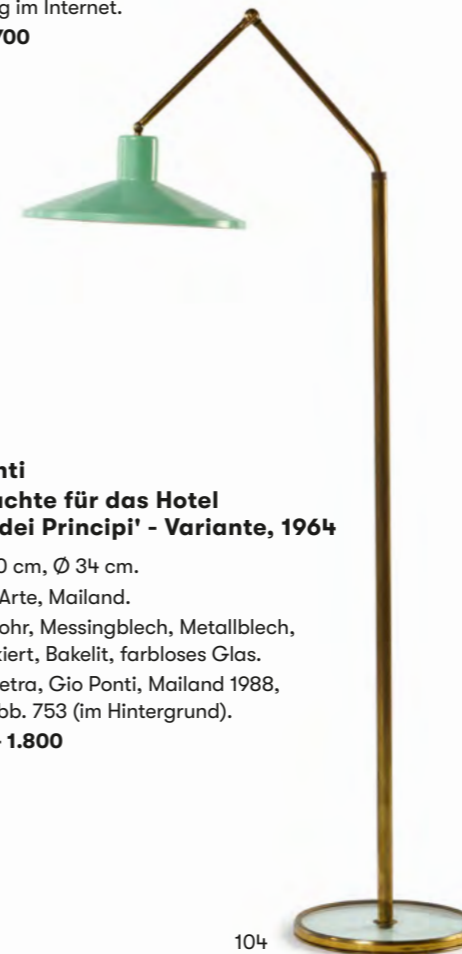 g im Internet.
700
nti
uchte für das Hotel
dei Principi' - Variante, 1964
0 cm, Ø 34 cm.
Arte, Mailand.
ohr, Messingblech, Metallblech,
kiert, Bakelit, farbloses Glas.
etra, Gio Ponti, Mailand 1988,
bb. 753 (im Hintergrund).
- 1.800
104